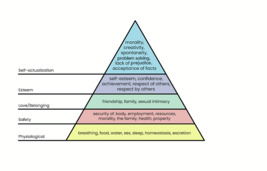 morality,
creativity,
spontaneity,
problem solving,
lack of prejudice,
acceptance of facts
Self-actualization
self-esteem, confidence,
achievement, respect of others,
respect by others
Esteem
friendship, family, sexual intimacy
Love/Belonging
security of body, employment, resources,
morality, the family, health, property
Safety
breathing, food, water, sex, sleep, homeostasis, excretion
Physiological